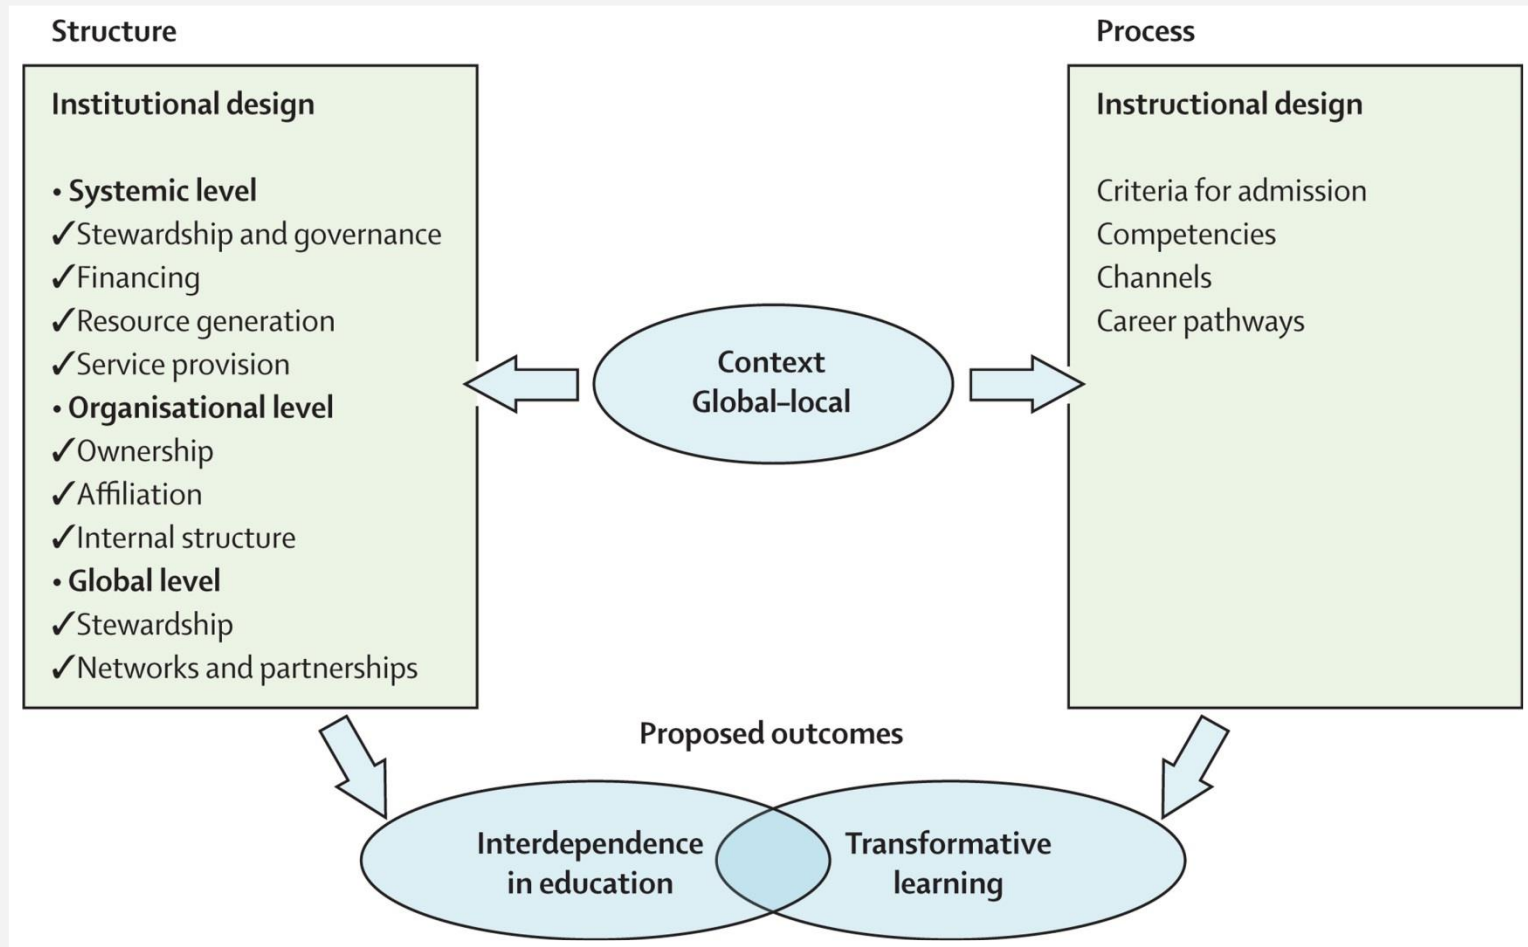 Structure
Institutional design
• Systemic level
✓Stewardship and governance
✓Financing
✓Resource generation
✓Service provision
• Organisational level
✓Ownership
✓Affiliation
✓Internal structure
• Global level
✓Stewardship
✓Networks and partnerships
Context
Global–local
Process
Instructional design
Criteria for admission
Competencies
Channels
Career pathways
Proposed outcomes
Interdependence
in education
Transformative
learning